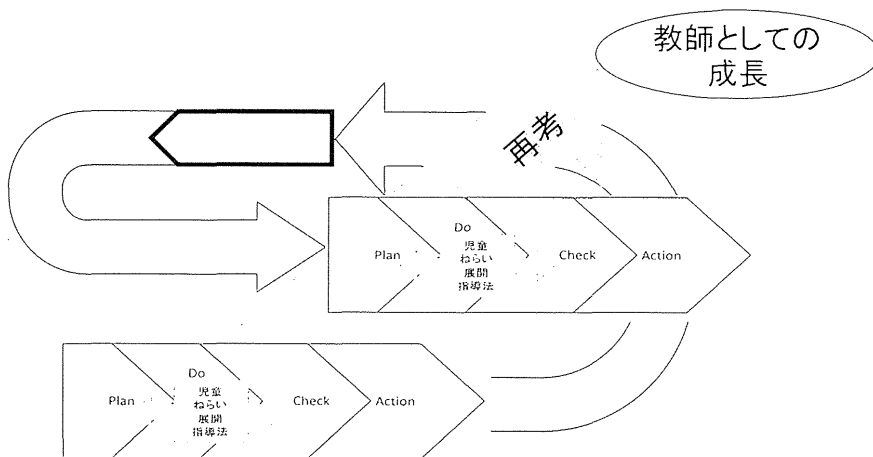 教師としての
成長
再考
Plan
Do
児童
ねらい
展開
指導法
Check
Action
Plan
Do
児童
ねらい
展開
指導法
Check
Action